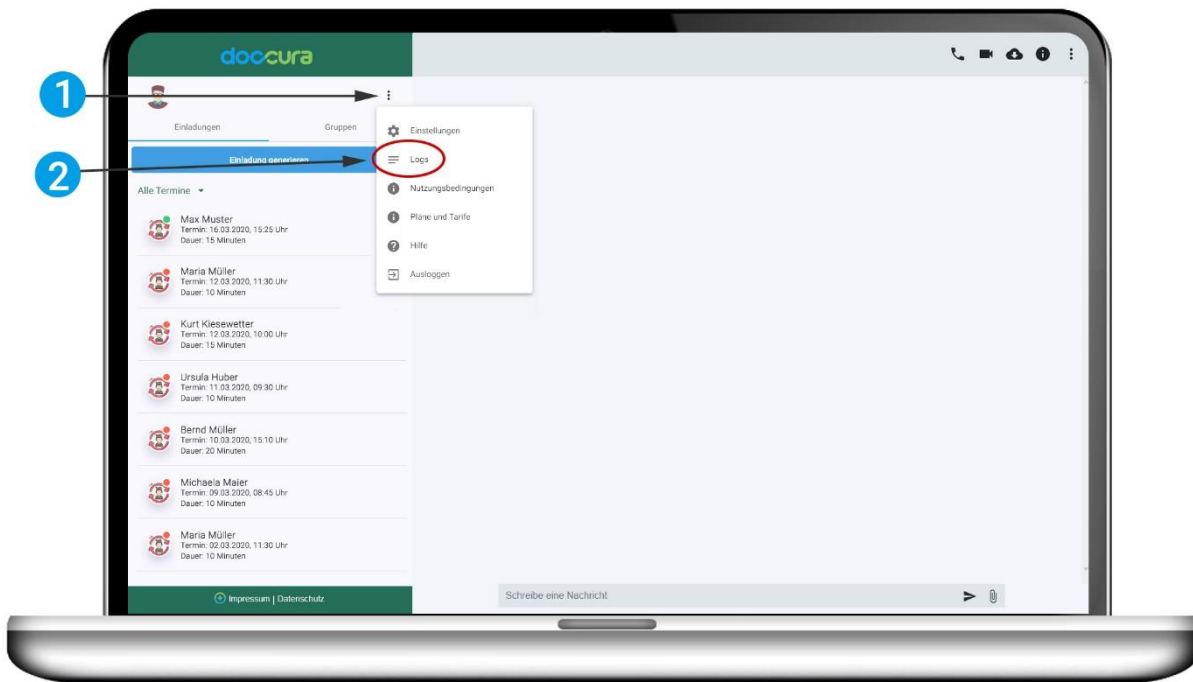 doccura
1
Einladungen
Gruppen
Einladung generieren
2
Alle Termine
Einstellungen
Logs
Nutzungsbedingungen
Pläne und Tarife
Hilfe
Ausloggen
Max Muster
Termin: 16.03.2020, 15:25 Uhr
Dauer: 15 Minuten
Maria Müller
Termin: 12.03.2020, 11:30 Uhr
Dauer: 10 Minuten
Kurt Kiesewetter
Termin: 12.03.2020, 10:00 Uhr
Dauer: 15 Minuten
Ursula Huber
Termin: 11.03.2020, 09:30 Uhr
Dauer: 10 Minuten
Bernd Müller
Termin: 10.03.2020, 15:10 Uhr
Dauer: 20 Minuten
Michaela Maier
Termin: 09.03.2020, 08:45 Uhr
Dauer: 10 Minuten
Maria Müller
Termin: 02.03.2020, 11:30 Uhr
Dauer: 10 Minuten
Impressum | Datenschutz
Schreibe eine Nachricht